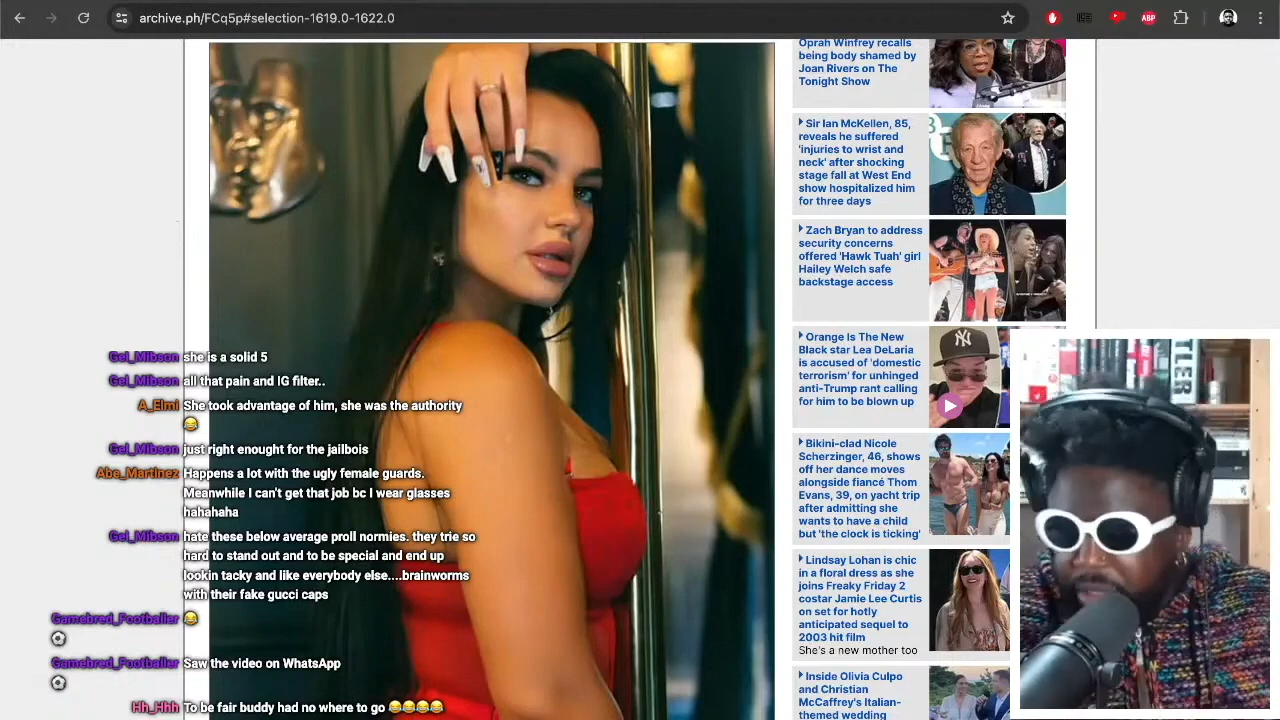 archive.ph/FCq5p#selection-1619.0-1622.0
ABP
Oprah Winfrey recalls
being body shamed by
Joan Rivers on The
Tonight Show
Sir Ian McKellen, 85,
reveals he suffered
'injuries to wrist and
neck' after shocking
stage fall at West End
show hospitalized him
for three days
Zach Bryan to address
security concerns
offered 'Hawk Tuah' girl
Hailey Welch safe
backstage access
Orange Is The New
Black star Lea DeLaria
is accused of 'domestic
terrorism' for unhinged
anti-Trump rant calling
for him to be blown up
Bikini-clad Nicole
Scherzinger, 46, shows
off her dance moves
alongside fiancé Thom
Evans, 39, on yacht trip
after admitting she
wants to have a child
but 'the clock is ticking'
Lindsay Lohan is chic
in a floral dress as she
joins Freaky Friday 2
costar Jamie Lee Curtis
on set for hotly
anticipated sequel to
2003 hit film
She's a new mother too
Inside Olivia Culpo
and Christian
McCaffrey's Italian-
themed wedding
Gel_Mibson she is a solid 5
Gel_Mibson all that pain and IG filter..
A_Elmi She took advantage of him, she was the authority
😂
Gel_Mibson just right enought for the jailbois
Abe_Martinez Happens a lot with the ugly female guards.
Meanwhile I can't get that job bc I wear glasses
hahahaha
Gel_Mibson hate these below average proll normies. they trie so
hard to stand out and to be special and end up
lookin tacky and like everybody else....brainworms
with their fake gucci caps
Gamebred_Footballer 😂
⚽
Gamebred_Footballer Saw the video on WhatsApp
⚽
Hh_Hhh To be fair buddy had no where to go 😂😂😂😂